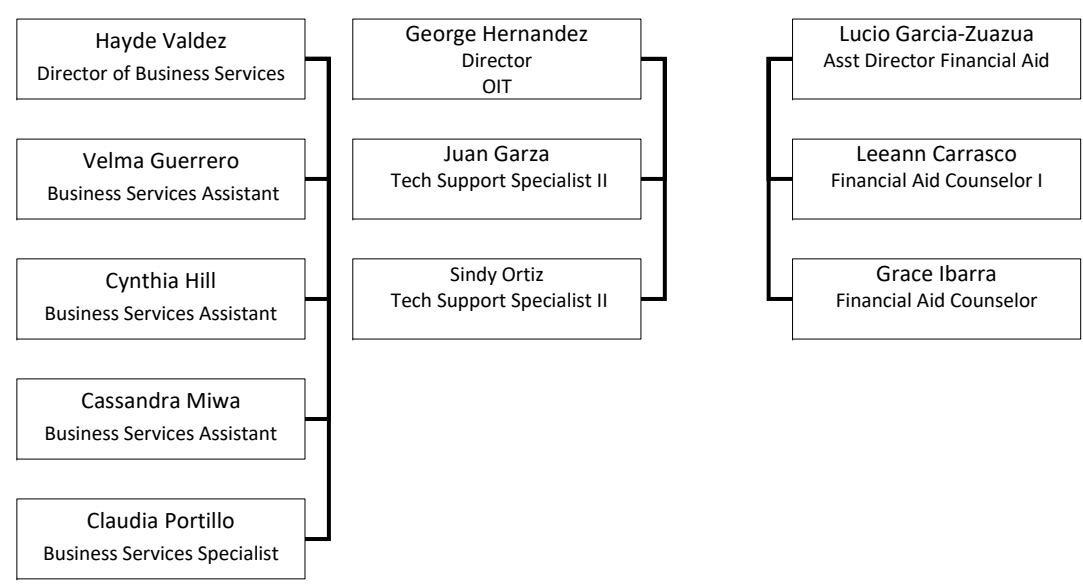 Hayde Valdez
Director of Business Services
Velma Guerrero
Business Services Assistant
Cynthia Hill
Business Services Assistant
Cassandra Miwa
Business Services Assistant
Claudia Portillo
Business Services Specialist
George Hernandez
Director
OIT
Juan Garza
Tech Support Specialist II
Sindy Ortiz
Tech Support Specialist II
Lucio Garcia-Zuazua
Asst Director Financial Aid
Leeann Carrasco
Financial Aid Counselor I
Grace Ibarra
Financial Aid Counselor